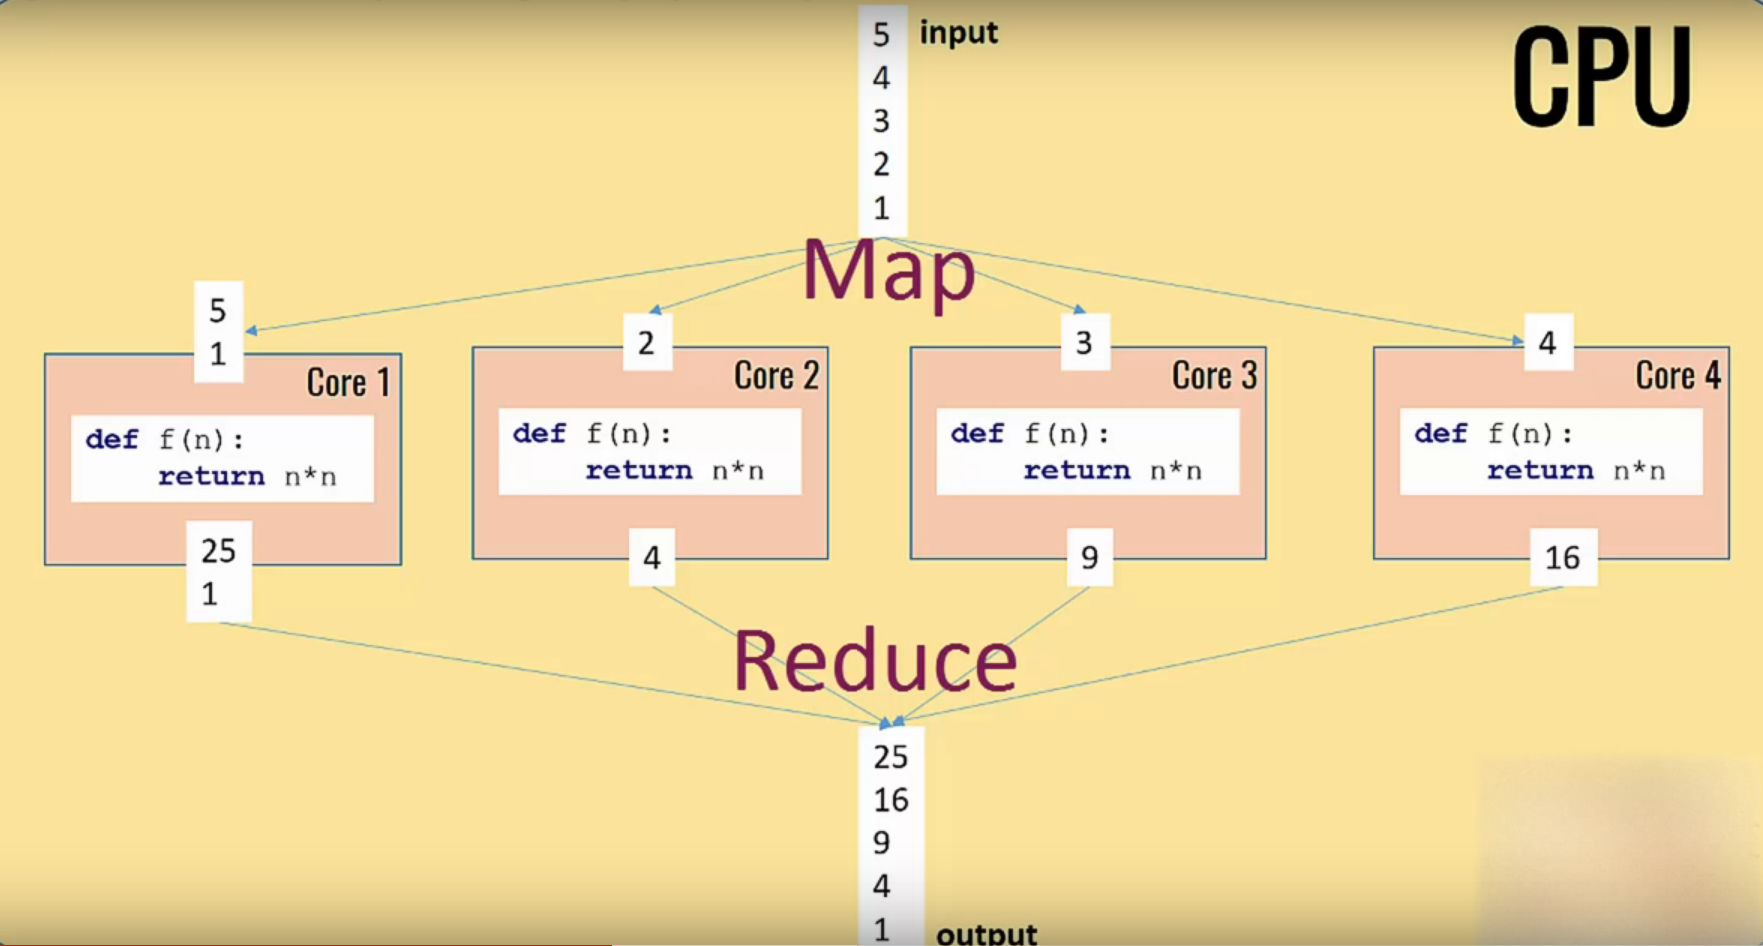 5 input
4
3
2
1
CPU
Map
5
1
Core 1
def f(n):
return n*n
25
1
2
Core 2
def f(n):
return n*n
4
3
Core 3
def f(n):
return n*n
9
4
Core 4
def f(n):
return n*n
16
Reduce
25
16
9
4
1 output